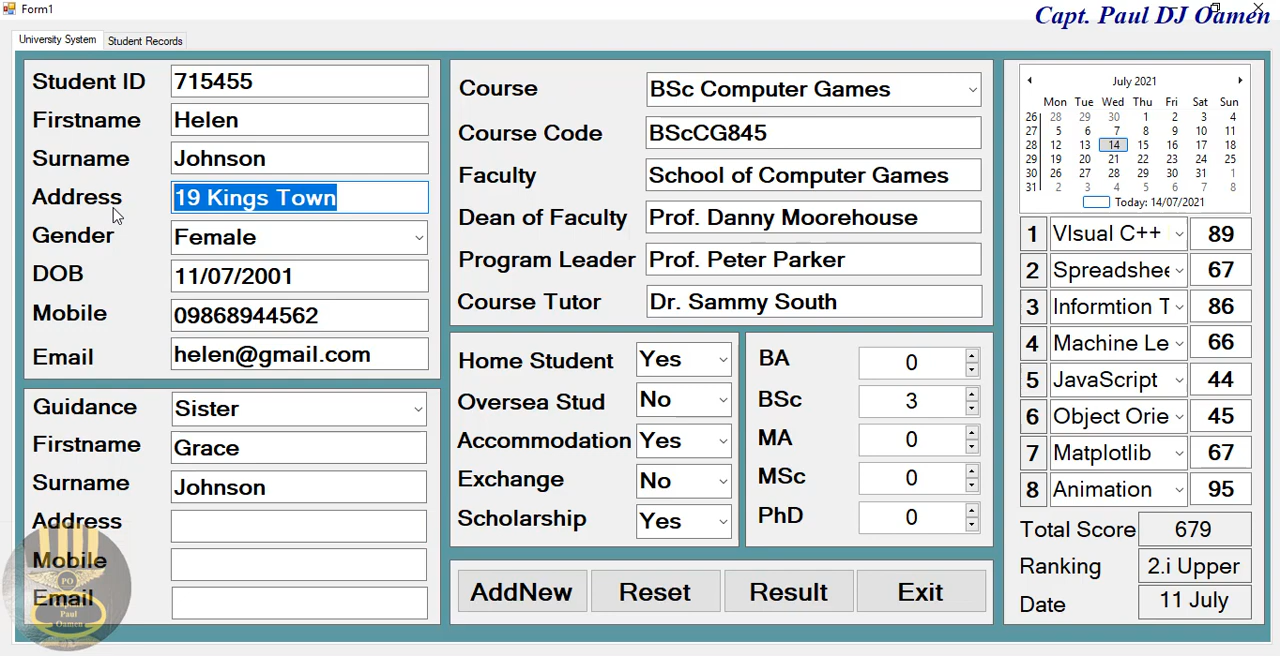 Form1
Capt. Paul DJ Oamen
University System Student Records
Student ID 715455
Firstname Helen
Surname Johnson
Address 19 Kings Town
Gender Female
DOB 11/07/2001
Mobile 09868944562
Email helen@gmail.com
Guidance Sister
Firstname Grace
Surname Johnson
Address
Mobile
Email
PO
Paul
Oamen
Course BSc Computer Games
Course Code BScCG845
Faculty School of Computer Games
Dean of Faculty Prof. Danny Moorehouse
Program Leader Prof. Peter Parker
Course Tutor Dr. Sammy South
Home Student Yes
Oversea Stud No
Accommodation Yes
Exchange No
Scholarship Yes
BA 0
BSc 3
MA 0
MSc 0
PhD 0
AddNew Reset Result Exit
July 2021
Mon Tue Wed Thu Fri Sat Sun
26 28 29 30 1 2 3 4
27 5 6 7 8 9 10 11
28 12 13 14 15 16 17 18
29 19 20 21 22 23 24 25
30 26 27 28 29 30 31 1
31 2 3 4 5 6 7 8
Today: 14/07/2021
1 VIsual C++ 89
2 Spreadshee 67
3 Informtion T 86
4 Machine Le 66
5 JavaScript 44
6 Object Orie 45
7 Matplotlib 67
8 Animation 95
Total Score 679
Ranking 2.i Upper
Date 11 July